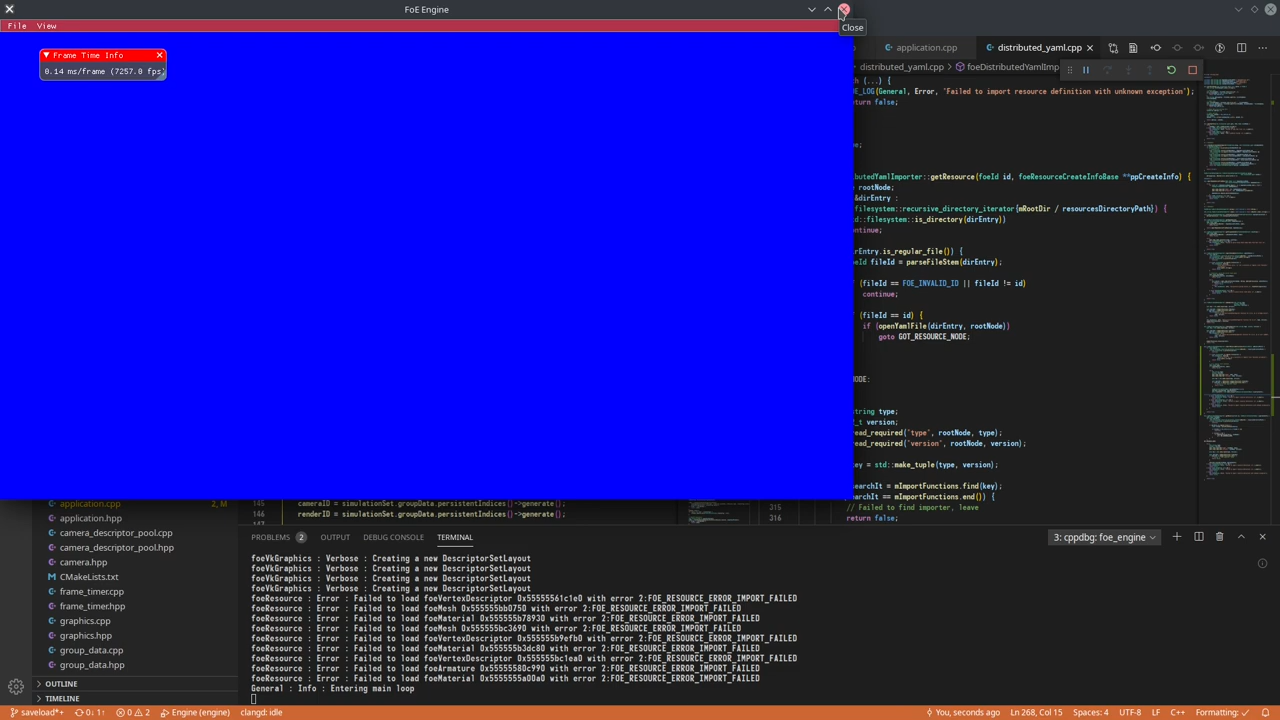 FoE Engine
Close
File View
Frame Time Info
0.14 ms/frame (7257.0 fps)
application.cpp
distributed_yaml.cpp
distributed_yaml.cpp > foeDistributedYamlImp
h (...) {
E_LOG(General, Error, "Failed to import resource definition with unknown exception");
turn false;
ue;
butedYamlImporter::getResource(foeId id, foeResourceCreateInfoBase **ppCreateInfo) {
rootNode;
&dirEntry :
filesystem::recursive_directory_iterator{mRootDir / resourcesDirectoryPath}) {
d::filesystem::is_directory(dirEntry))
ntinue;
irEntry.is_regular_file()) {
eId fileId = parseFileStem(dirEntry);
(fileId == FOE_INVALID_ID || fileId != id)
continue;
(fileId == id) {
if (openYamlFile(dirEntry, rootNode))
goto GOT_RESOURCE_NODE;
NODE:
string type;
_t version;
ead_required("type", rootNode, type);
ead_required("version", rootNode, version);
key = std::make_tuple(type, version);
earchIt = mImportFunctions.find(key);
archIt == mImportFunctions.end()) {
315 // Failed to find importer, leave
316 return false;
145 cameraID = simulationSet.groupData.persistentIndices()->generate();
146 renderID = simulationSet.groupData.persistentIndices()->generate();
application.cpp 2, M
application.hpp
camera_descriptor_pool.cpp
camera_descriptor_pool.hpp
camera.hpp
CMakeLists.txt
frame_timer.cpp
frame_timer.hpp
graphics.cpp
graphics.hpp
group_data.cpp
group_data.hpp
OUTLINE
TIMELINE
PROBLEMS 2 OUTPUT DEBUG CONSOLE TERMINAL
3: cppdbg: foe_engine
foeVkGraphics : Verbose : Creating a new DescriptorSetLayout
foeVkGraphics : Verbose : Creating a new DescriptorSetLayout
foeVkGraphics : Verbose : Creating a new DescriptorSetLayout
foeVkGraphics : Verbose : Creating a new DescriptorSetLayout
foeResource : Error : Failed to load foeVertexDescriptor 0x55555561c1e0 with error 2:FOE_RESOURCE_ERROR_IMPORT_FAILED
foeResource : Error : Failed to load foeMesh 0x555555bb0750 with error 2:FOE_RESOURCE_ERROR_IMPORT_FAILED
foeResource : Error : Failed to load foeMaterial 0x555555b78930 with error 2:FOE_RESOURCE_ERROR_IMPORT_FAILED
foeResource : Error : Failed to load foeMesh 0x555555bc3690 with error 2:FOE_RESOURCE_ERROR_IMPORT_FAILED
foeResource : Error : Failed to load foeVertexDescriptor 0x555555b9efb0 with error 2:FOE_RESOURCE_ERROR_IMPORT_FAILED
foeResource : Error : Failed to load foeMaterial 0x555555b3dc80 with error 2:FOE_RESOURCE_ERROR_IMPORT_FAILED
foeResource : Error : Failed to load foeVertexDescriptor 0x555555bc1ea0 with error 2:FOE_RESOURCE_ERROR_IMPORT_FAILED
foeResource : Error : Failed to load foeArmature 0x55555580c990 with error 2:FOE_RESOURCE_ERROR_IMPORT_FAILED
foeResource : Error : Failed to load foeMaterial 0x5555555a00a0 with error 2:FOE_RESOURCE_ERROR_IMPORT_FAILED
General : Info : Entering main loop
saveload*+ 0↓ 1↑ 0 2 Engine (engine) clangd: idle You, seconds ago Ln 268, Col 15 Spaces: 4 UTF-8 LF C++ Formatting: